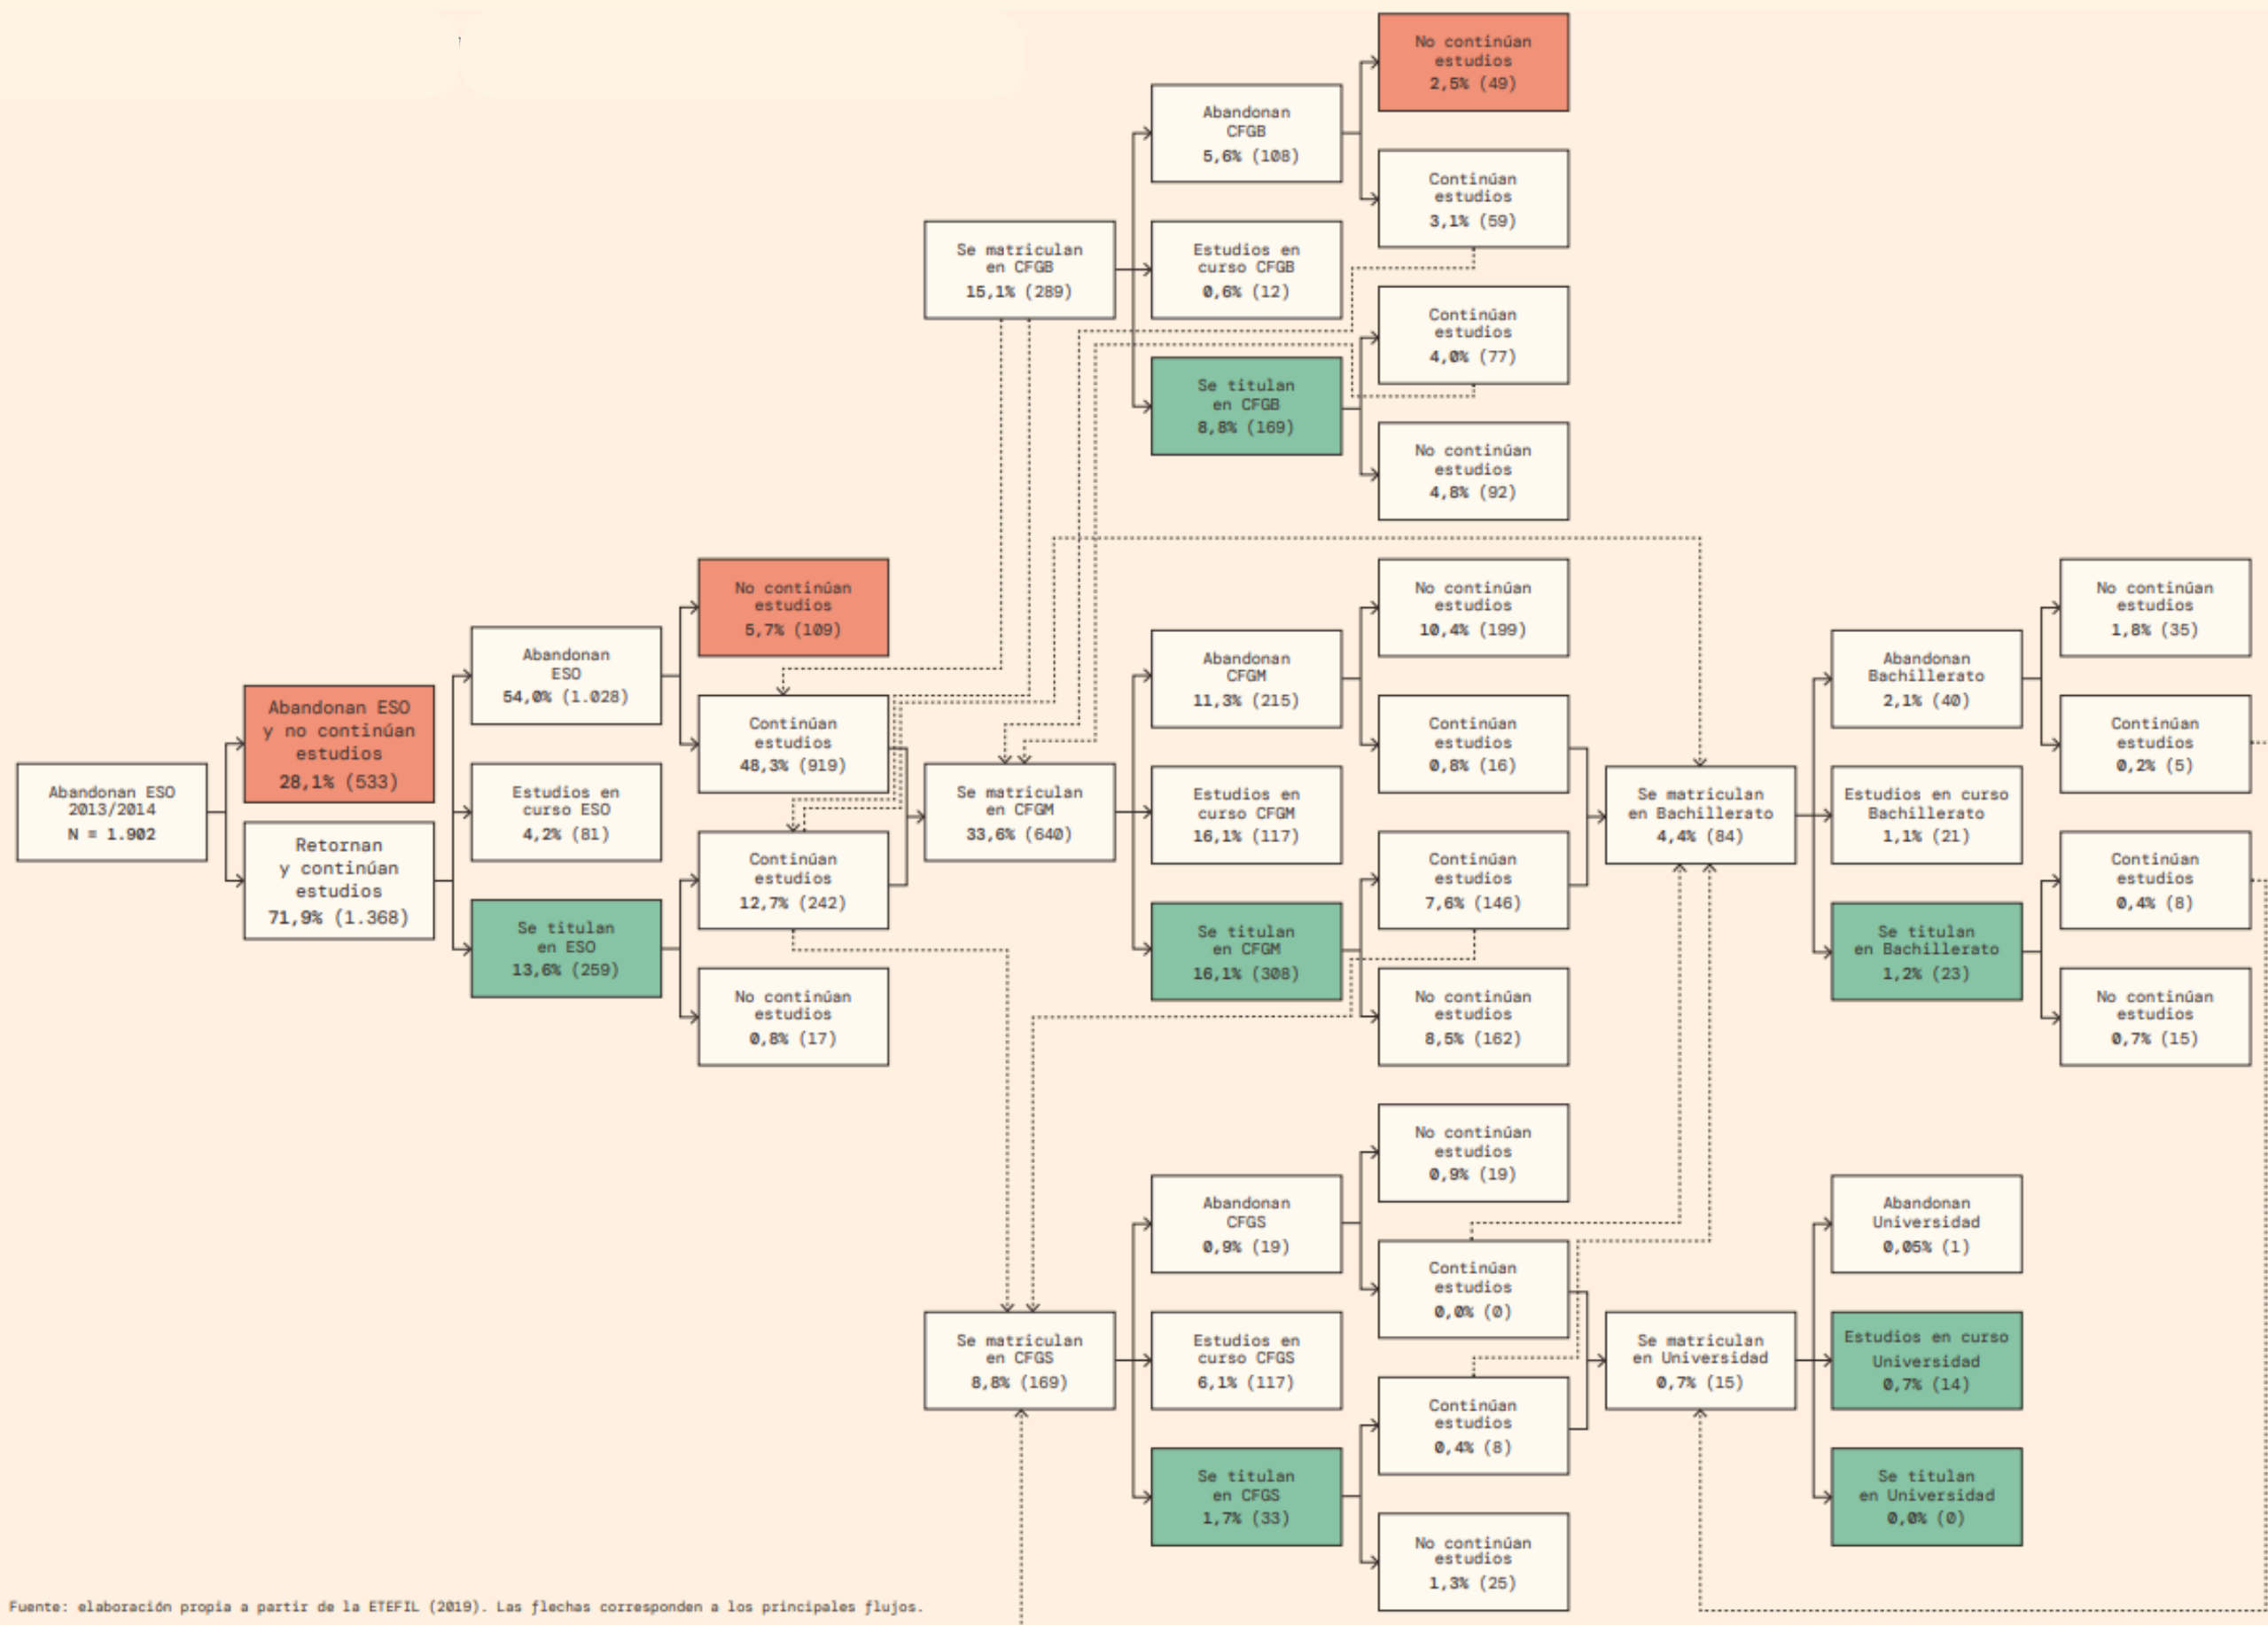 No continúan
estudios
2,5% (49)
Abandonan
CFGB
5,6% (108)
Continúan
estudios
3,1% (59)
Se matriculan
en CFGB
15,1% (289)
Estudios en
curso CFGB
0,6% (12)
Continúan
estudios
4,0% (77)
Se titulan
en CFGB
8,8% (169)
No continúan
estudios
4,8% (92)
Abandonan ESO
2013/2014
N = 1.902
Abandonan ESO
y no continúan
estudios
28,1% (533)
Retornan
y continúan
estudios
71,9% (1.368)
Abandonan
ESO
54,0% (1.028)
Estudios en
curso ESO
4,2% (81)
Se titulan
en ESO
13,6% (259)
No continúan
estudios
5,7% (109)
Continúan
estudios
48,3% (919)
Continúan
estudios
12,7% (242)
No continúan
estudios
0,8% (17)
Se matriculan
en CFGM
33,6% (640)
Abandonan
CFGM
11,3% (215)
Estudios en
curso CFGM
16,1% (117)
Se titulan
en CFGM
16,1% (308)
No continúan
estudios
10,4% (199)
Continúan
estudios
0,8% (16)
Continúan
estudios
7,6% (146)
No continúan
estudios
8,5% (162)
Se matriculan
en Bachillerato
4,4% (84)
Abandonan
Bachillerato
2,1% (40)
Estudios en curso
Bachillerato
1,1% (21)
Se titulan
en Bachillerato
1,2% (23)
No continúan
estudios
1,8% (35)
Continúan
estudios
0,2% (5)
Continúan
estudios
0,4% (8)
No continúan
estudios
0,7% (15)
Se matriculan
en CFGS
8,8% (169)
Abandonan
CFGS
0,9% (19)
Estudios en
curso CFGS
6,1% (117)
Se titulan
en CFGS
1,7% (33)
No continúan
estudios
0,9% (19)
Continúan
estudios
0,0% (0)
Continúan
estudios
0,4% (8)
No continúan
estudios
1,3% (25)
Se matriculan
en Universidad
0,7% (15)
Abandonan
Universidad
0,05% (1)
Estudios en curso
Universidad
0,7% (14)
Se titulan
en Universidad
0,0% (0)
Fuente: elaboración propia a partir de la ETEFIL (2019). Las flechas corresponden a los principales flujos.